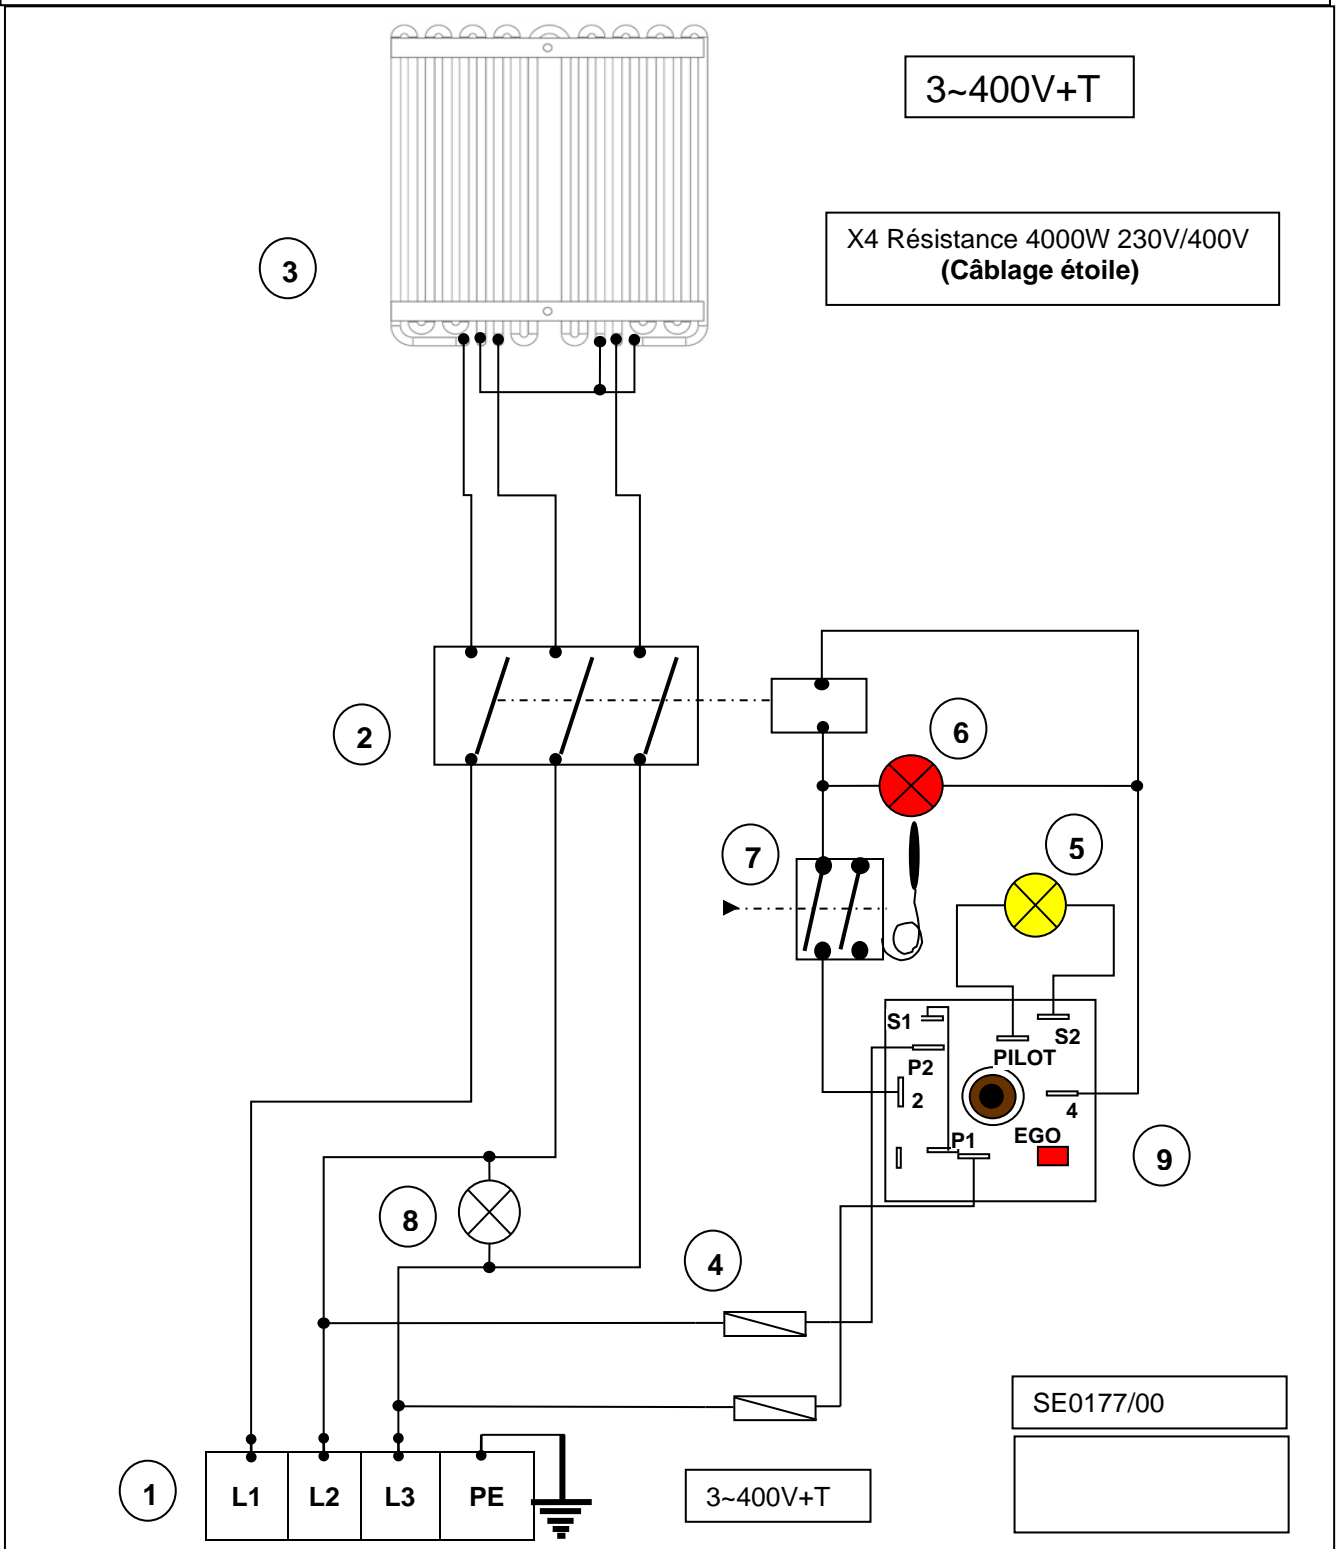 3~400V+T
X4 Résistance 4000W 230V/400V
(Câblage étoile)
3
2
6
7
5
S1
S2
PILOT
P2
2
4
P1
EGO
9
8
4
SE0177/00
1
L1
L2
L3
PE
3~400V+T